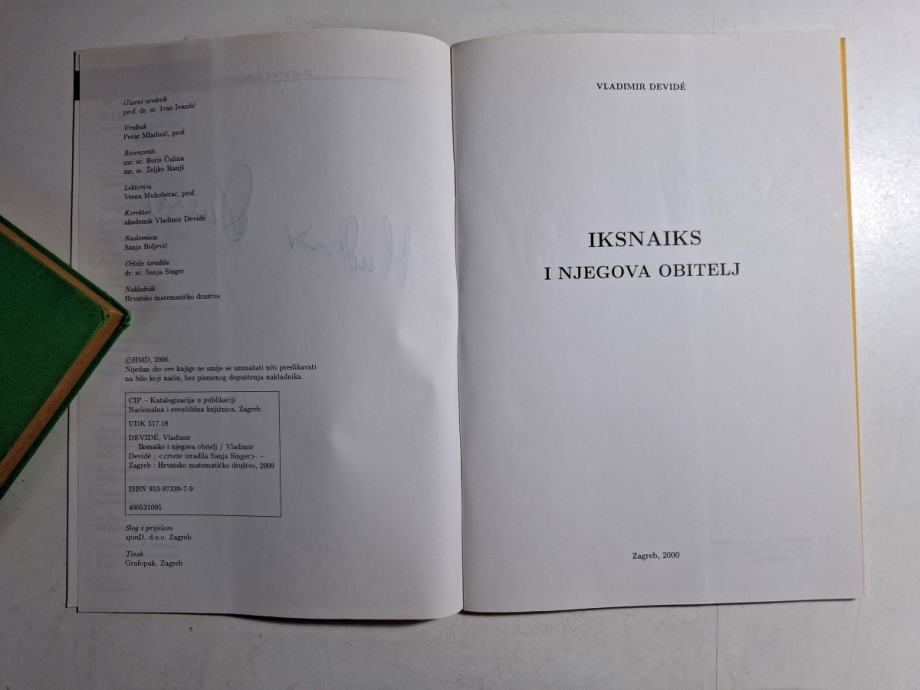 Glavni urednik
prof. dr. sc. Ivan Ivanšić
Urednik
Petar Mladinić, prof.
Recenzenti
mr. sc. Boris Čulina
mr. sc. Željko Hanjš
Lektorica
Vesna Muhoberac, prof.
Korektor
akademik Vladimir Devidé
Naslovnica
Sanja Boljević
Crteže izradila
dr. sc. Sanja Singer
Nakladnik
Hrvatsko matematičko društvo
©HMD, 2000.
Nijedan dio ove knjige ne smije se umnažati niti preslikavati
na bilo koji način, bez pismenog dopuštenja nakladnika.
CIP – Katalogizacija u publikaciji
Nacionalna i sveučilišna knjižnica, Zagreb
UDK 517.18
DEVIDÉ, Vladimir
Iksnaiks i njegova obitelj / Vladimir
Devidé ; <crteže izradila Sanja Singer>. –
Zagreb : Hrvatsko matematičko društvo, 2000
ISBN 953-97339-7-9
400531095
Slog i prijelom
spinD, d.o.o. Zagreb
Tisak
Grafopak, Zagreb
VLADIMIR DEVIDÉ
IKSNAIKS
I NJEGOVA OBITELJ
Zagreb, 2000